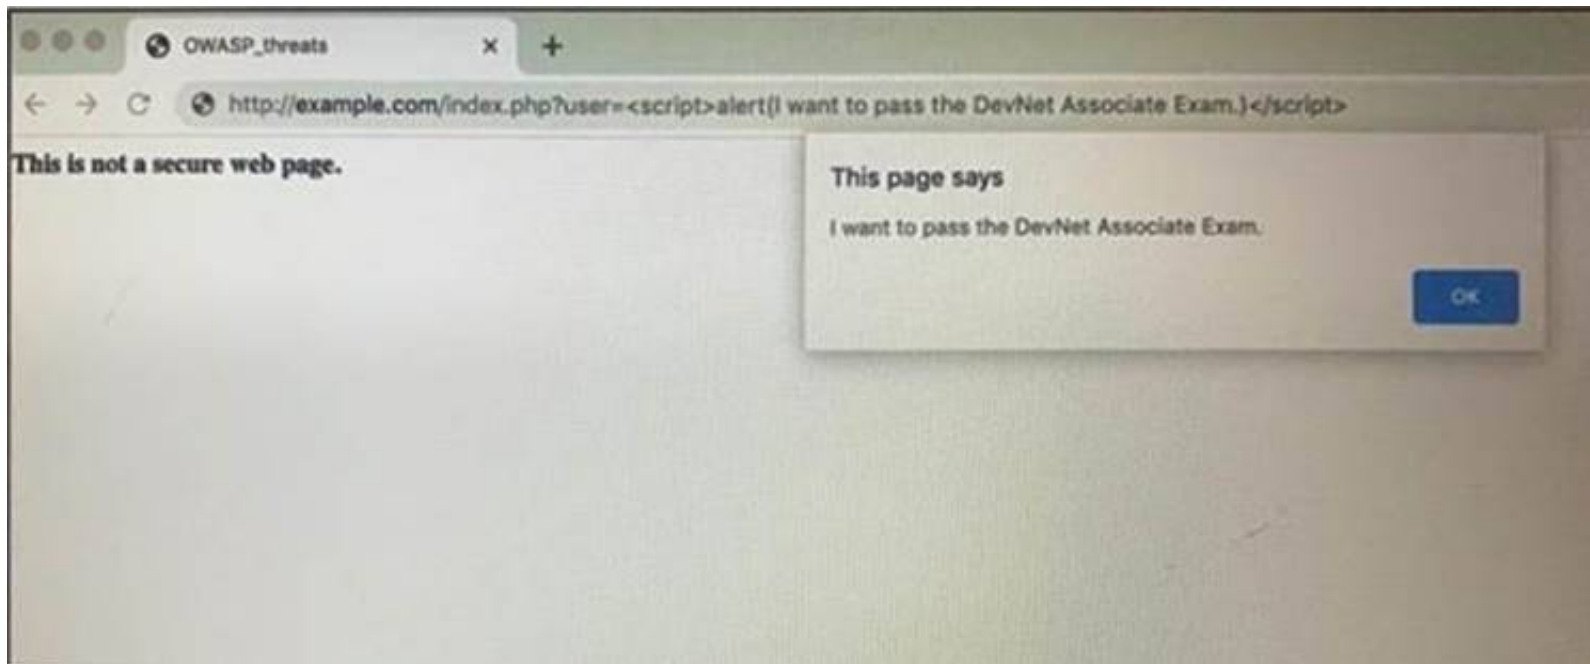 OWASP_threats
http://example.com/index.php?user=<script>alert(I want to pass the DevNet Associate Exam.)</script>
This is not a secure web page.
This page says
I want to pass the DevNet Associate Exam.
OK